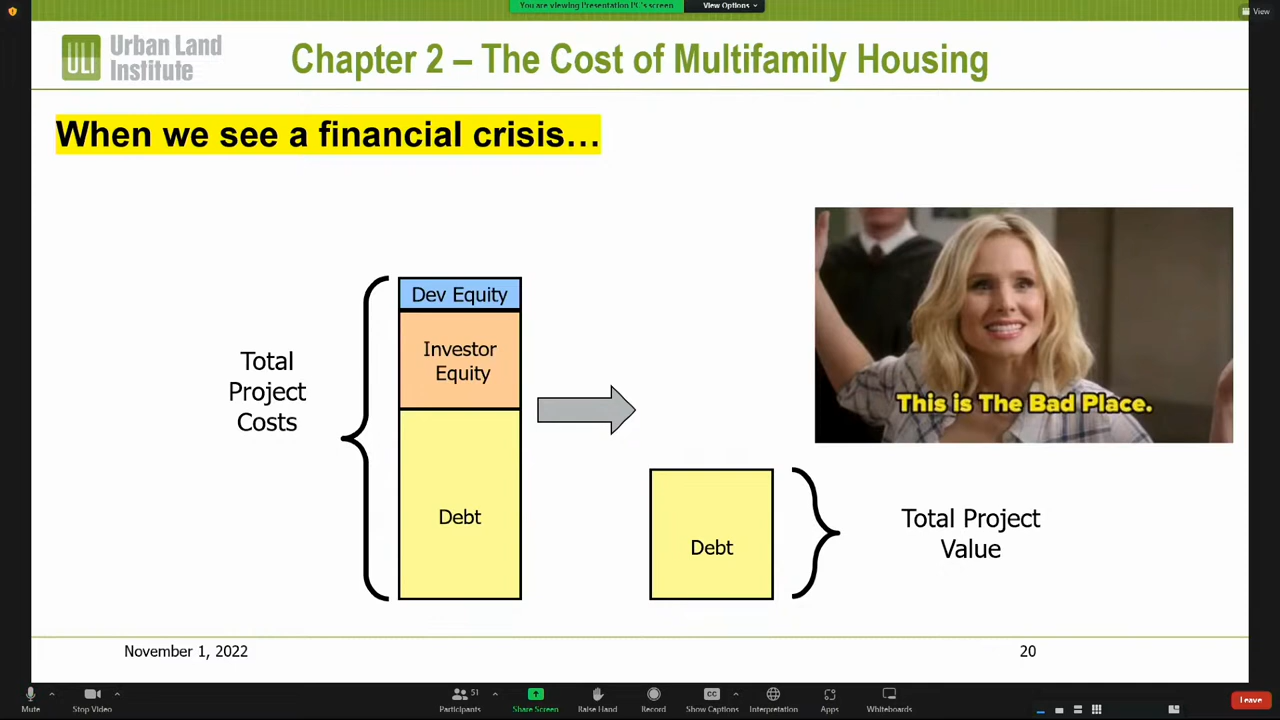 You are viewing Presentation PC's screen
View Options
View
ULI
Urban Land
Institute
Chapter 2 – The Cost of Multifamily Housing
When we see a financial crisis…
Dev Equity
Investor
Equity
Total
Project
Costs
Debt
This is The Bad Place.
Debt
Total Project
Value
November 1, 2022
20
Mute
Stop Video
51
Participants
Share Screen
Raise Hand
Record
CC
Show Captions
Interpretation
Apps
Whiteboards
Leave